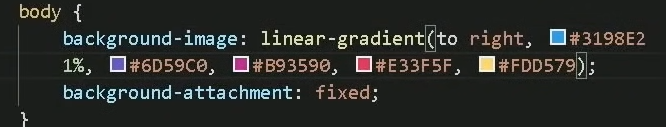 body {
background-image: linear-gradient(to right, #3198E2
1%, #6D59C0, #B93590, #E33F5F, #FDD579);
background-attachment: fixed;
}